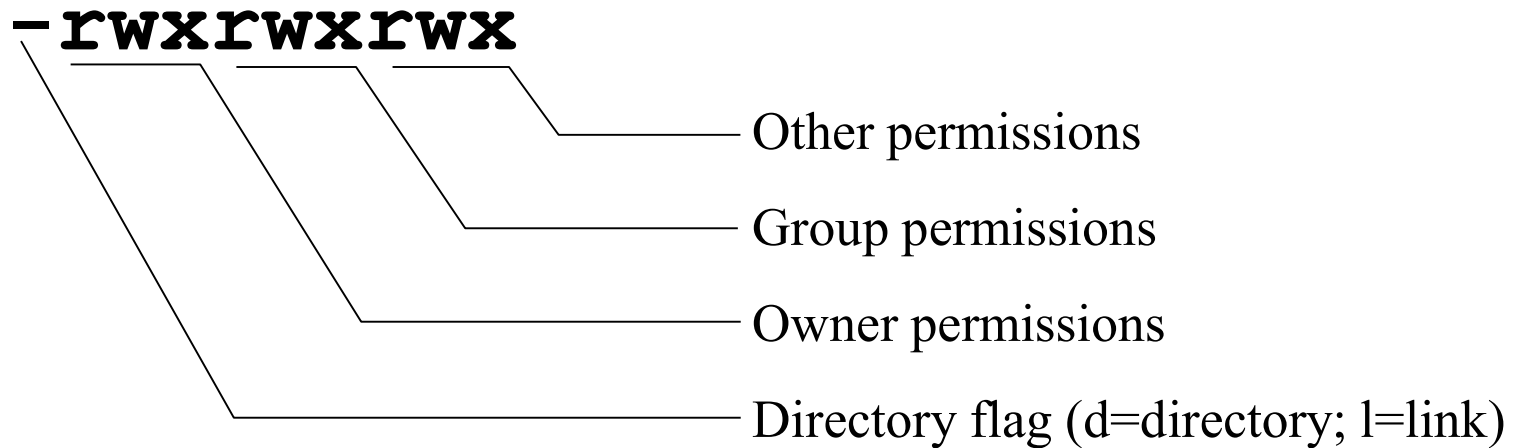 -rwxrwxrwx
Other permissions
Group permissions
Owner permissions
Directory flag (d=directory; l=link)